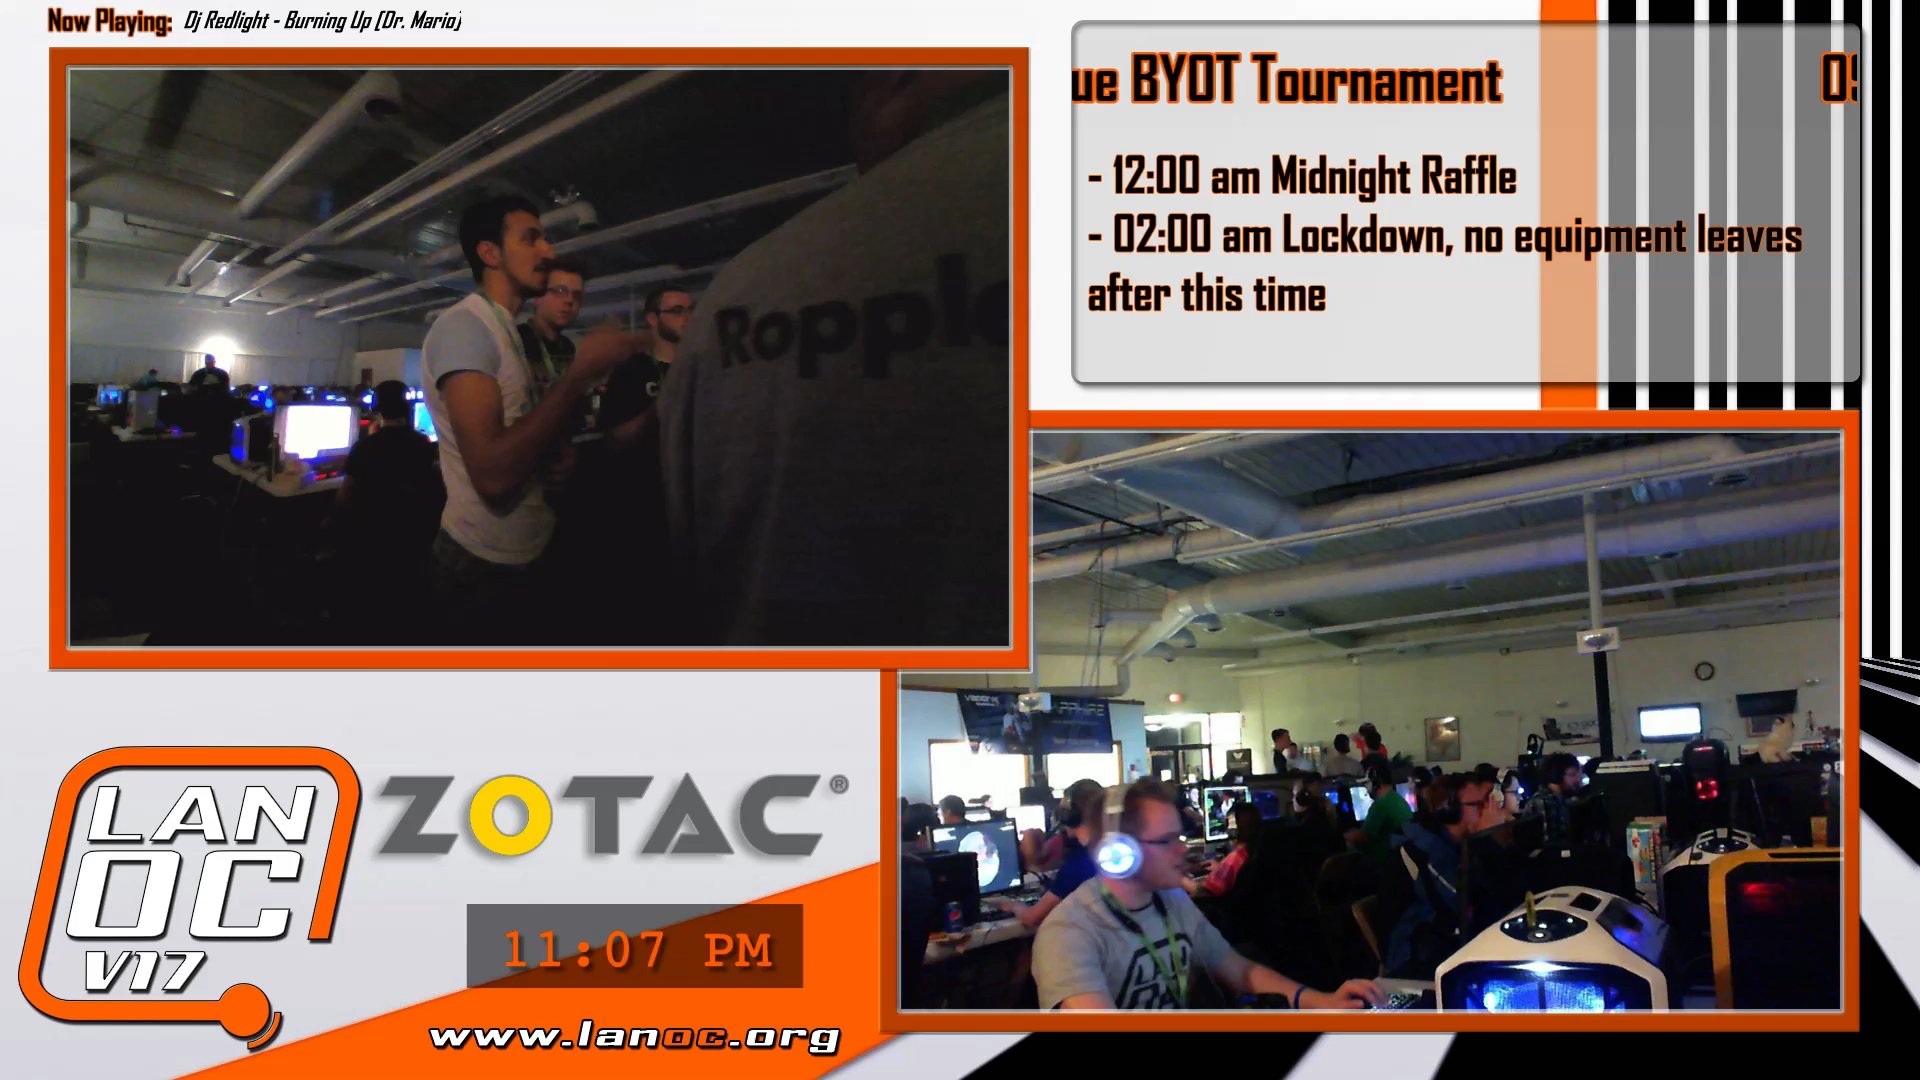 Now Playing: Dj Redlight - Burning Up (Dr. Mario)
ue BYOT Tournament
- 12:00 am Midnight Raffle
- 02:00 am Lockdown, no equipment leaves
after this time
Ropple
SAPPHIRE
LAN
OC
V17
ZOTAC®
11:07 PM
www.lanoc.org